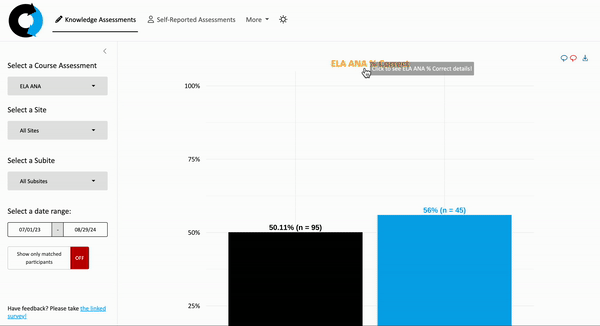 Knowledge Assessments
Self-Reported Assessments
More
Select a Course Assessment
ELA ANA
Select a Site
All Sites
Select a Subite
All Subsites
Select a date range:
07/01/23 - 08/29/24
Show only matched
participants
OFF
Have feedback? Please take the linked
survey!
ELA ANA % Correct
Click to see ELA ANA % Correct details!
100%
75%
56% (n = 45)
50.11% (n = 95)
50%
25%